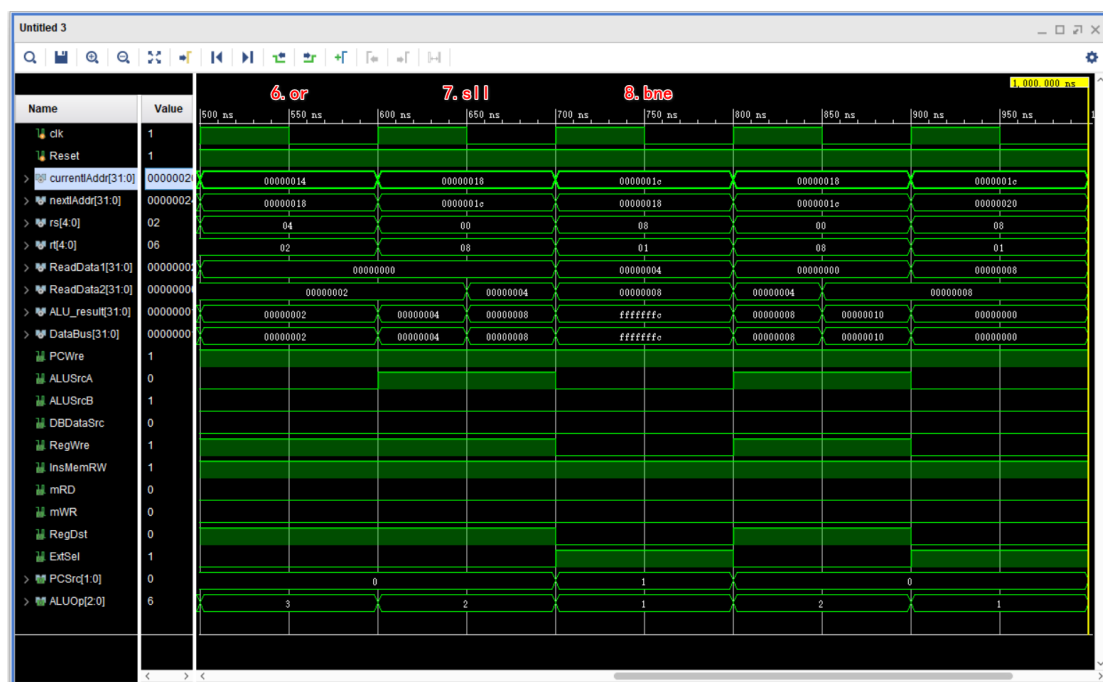 Untitled 3
1,000.000 ns
6. or 7. sll 8. bne
Name Value
500 ns 550 ns 600 ns 650 ns 700 ns 750 ns 800 ns 850 ns 900 ns 950 ns
clk 1
Reset 1
currentIAddr[31:0] 0000002 00000014 00000018 0000001c 00000018 0000001c
nextIAddr[31:0] 0000002 00000018 0000001c 00000018 0000001c 00000020
rs[4:0] 02 04 00 08 00 08
rt[4:0] 06 02 08 01 08 01
ReadData1[31:0] 0000000 00000000 00000004 00000000 00000008
ReadData2[31:0] 0000000 00000002 00000004 00000008 00000004 00000008
ALU_result[31:0] 0000000 00000002 00000004 00000008 fffffffc 00000008 00000010 00000000
DataBus[31:0] 0000000 00000002 00000004 00000008 fffffffc 00000008 00000010 00000000
PCWre 1
ALUSrcA 0
ALUSrcB 1
DBDataSrc 0
RegWre 1
InsMemRW 1
mRD 0
mWR 0
RegDst 0
ExtSel 1
PCSrc[1:0] 0 0 1 0
ALUOp[2:0] 6 3 2 1 2 1